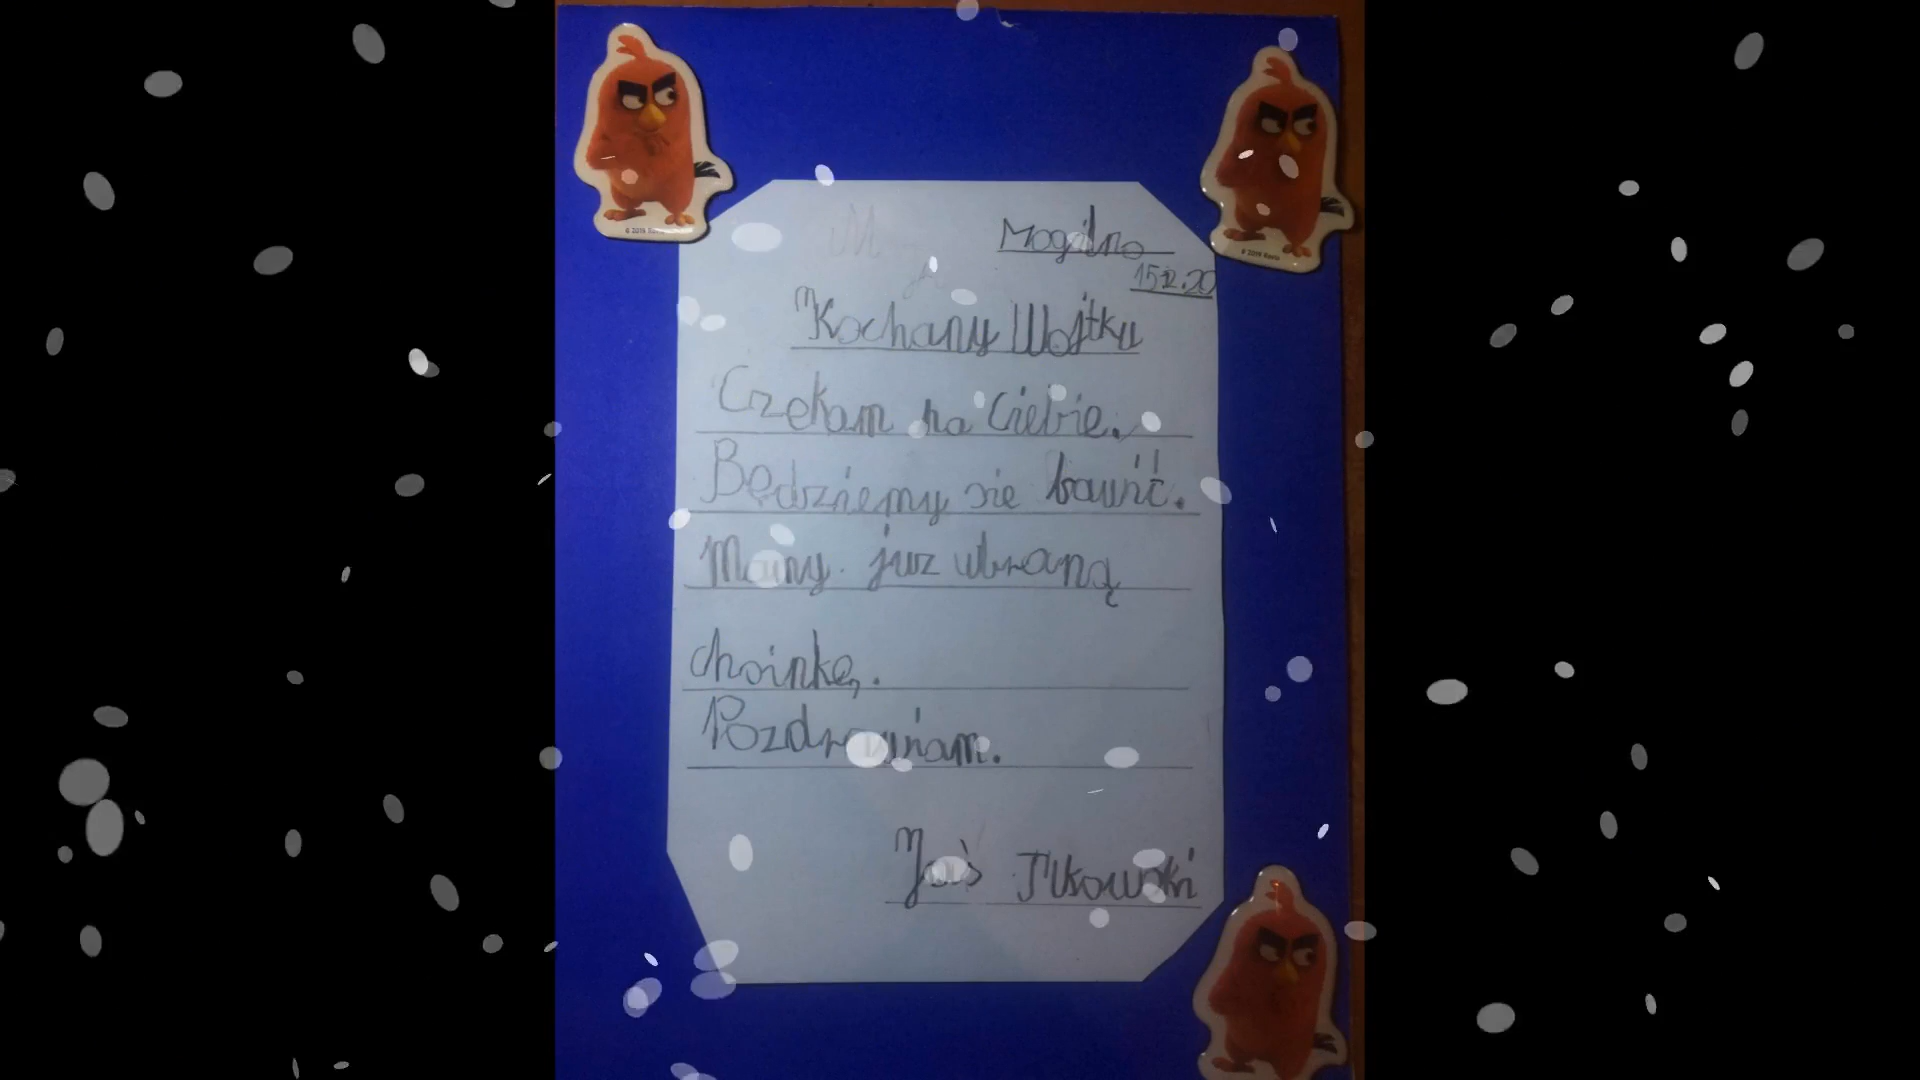 Mogilno
15.12.20
Kochany Wojtku
Czekam na Ciebie.
Będziemy się bawić.
Mamy już ubraną
choinkę.
Pozdrawiam.
Jaś